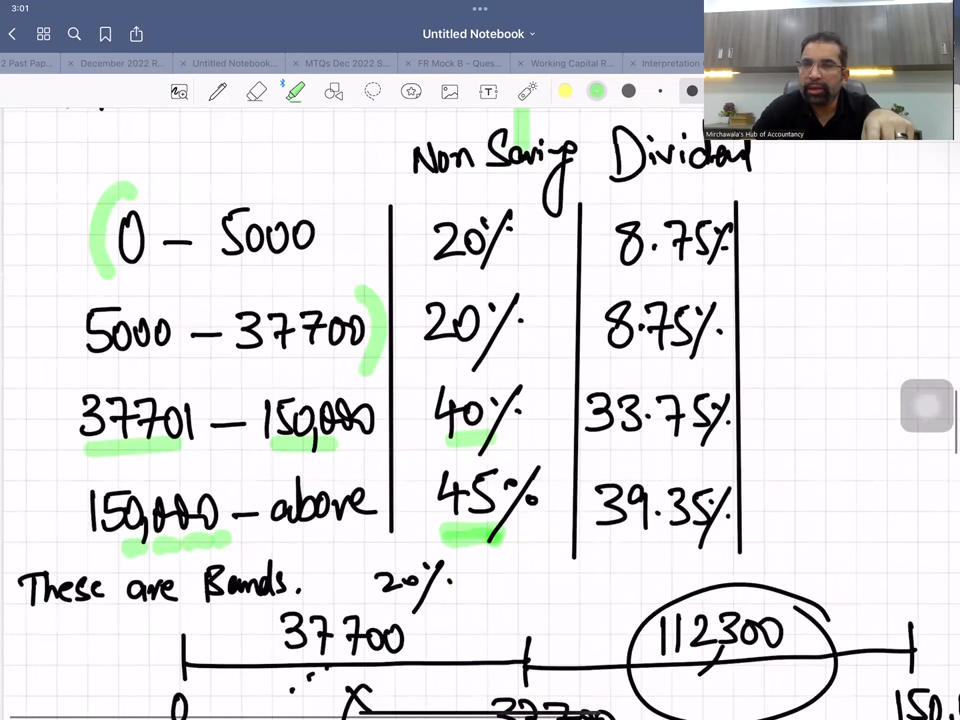 3:01
Untitled Notebook
2 Past Pap...
December 2022 R...
Untitled Notebook...
MTQs Dec 2022 S...
FR Mock B - Ques...
Working Capital R...
Interpretation
Mirchawala's Hub of Accountancy
Non Saving Dividend
0 – 5000 20% 8.75%
5000 – 37700 20% 8.75%
37701 – 150,000 40% 33.75%
150,000 – above 45% 39.35%
These are Bands. 20%
37700 112300
0 37700 150,